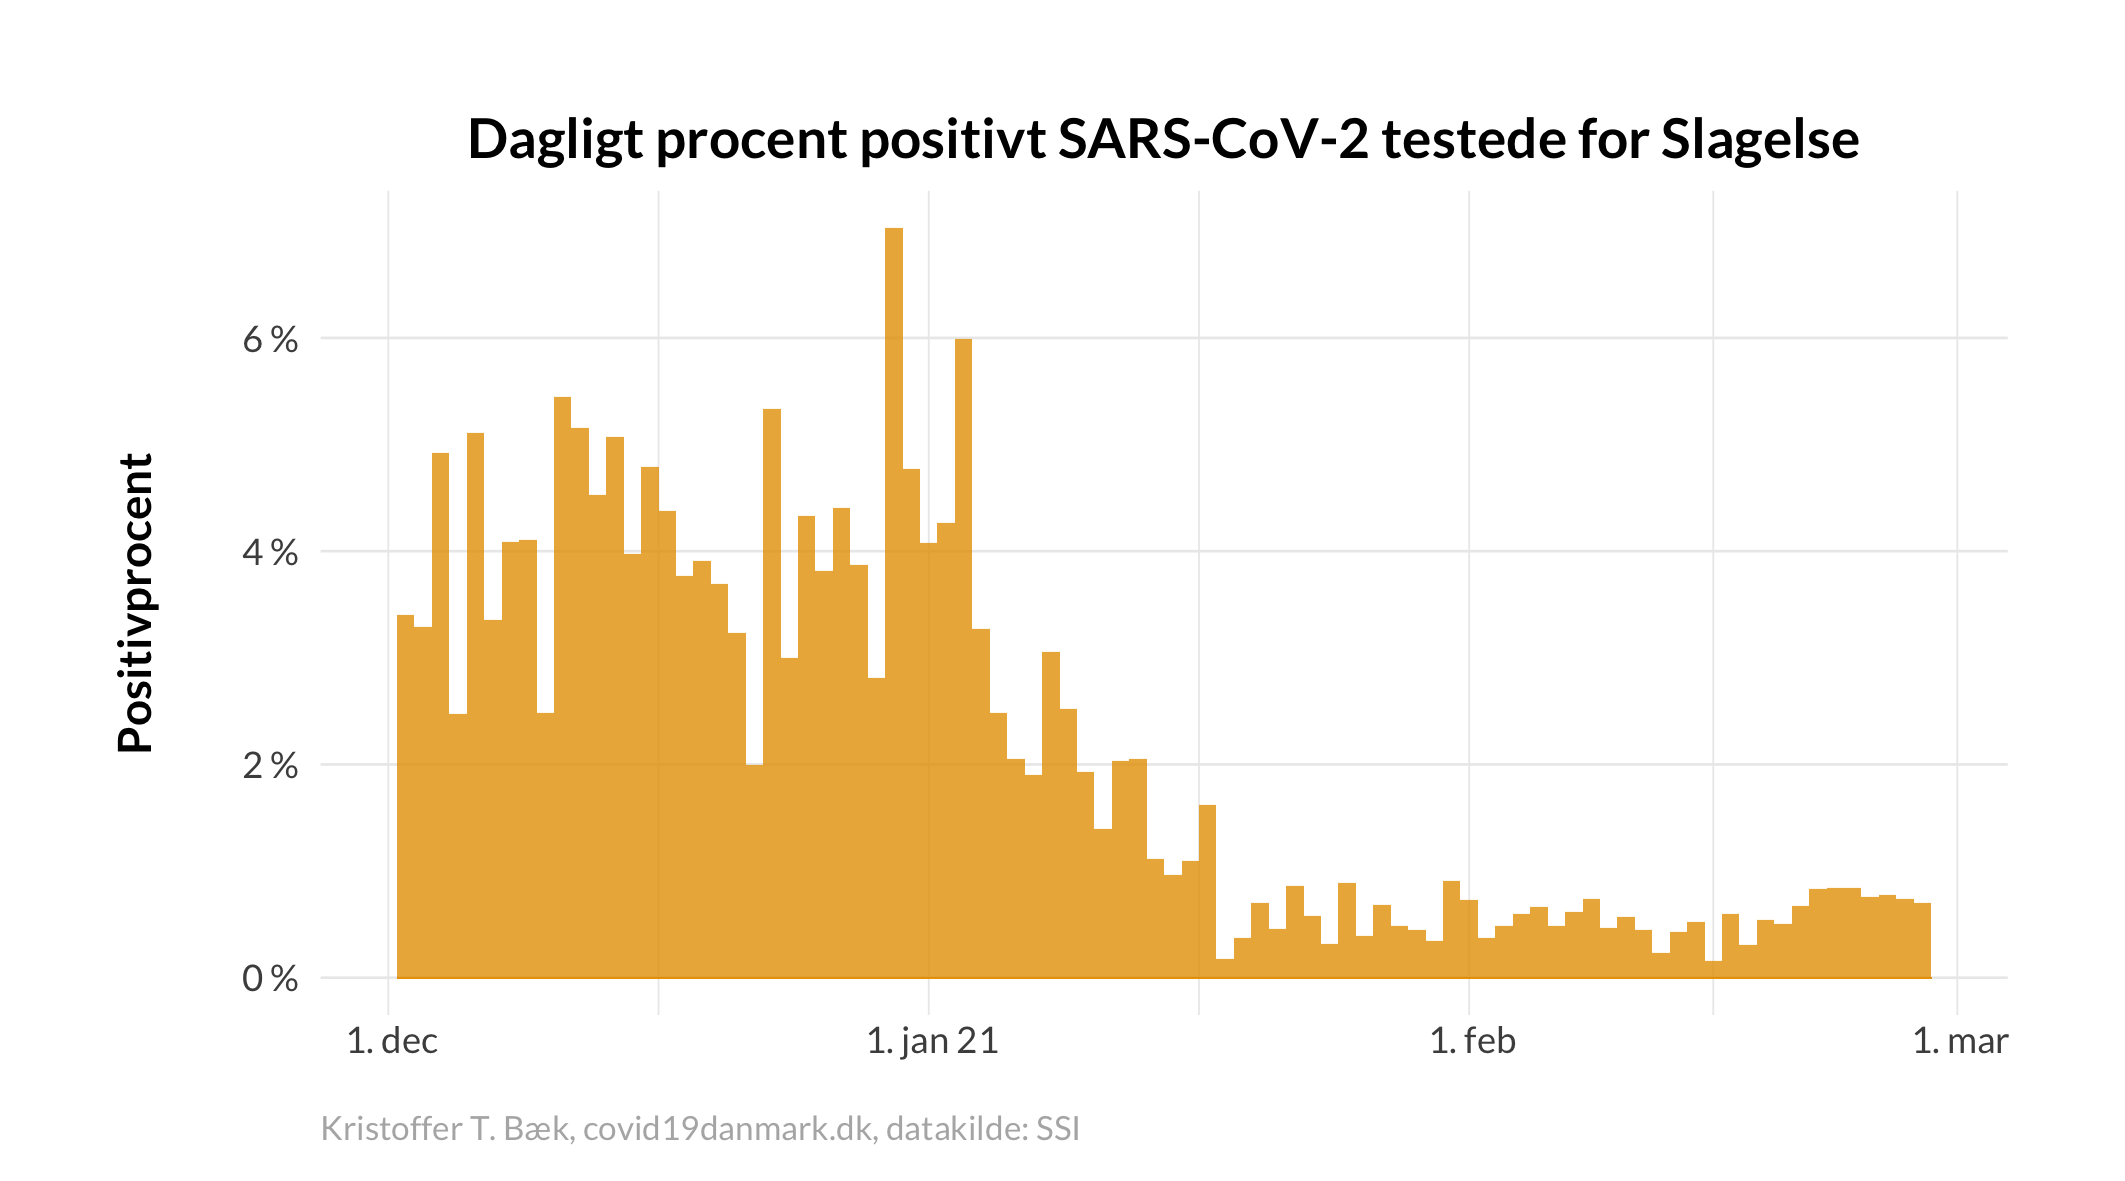 Dagligt procent positivt SARS-CoV-2 testede for Slagelse
Positivprocent
6 %
4 %
2 %
0 %
1. dec
1. jan 21
1. feb
1. mar
Kristoffer T. Bæk, covid19danmark.dk, datakilde: SSI